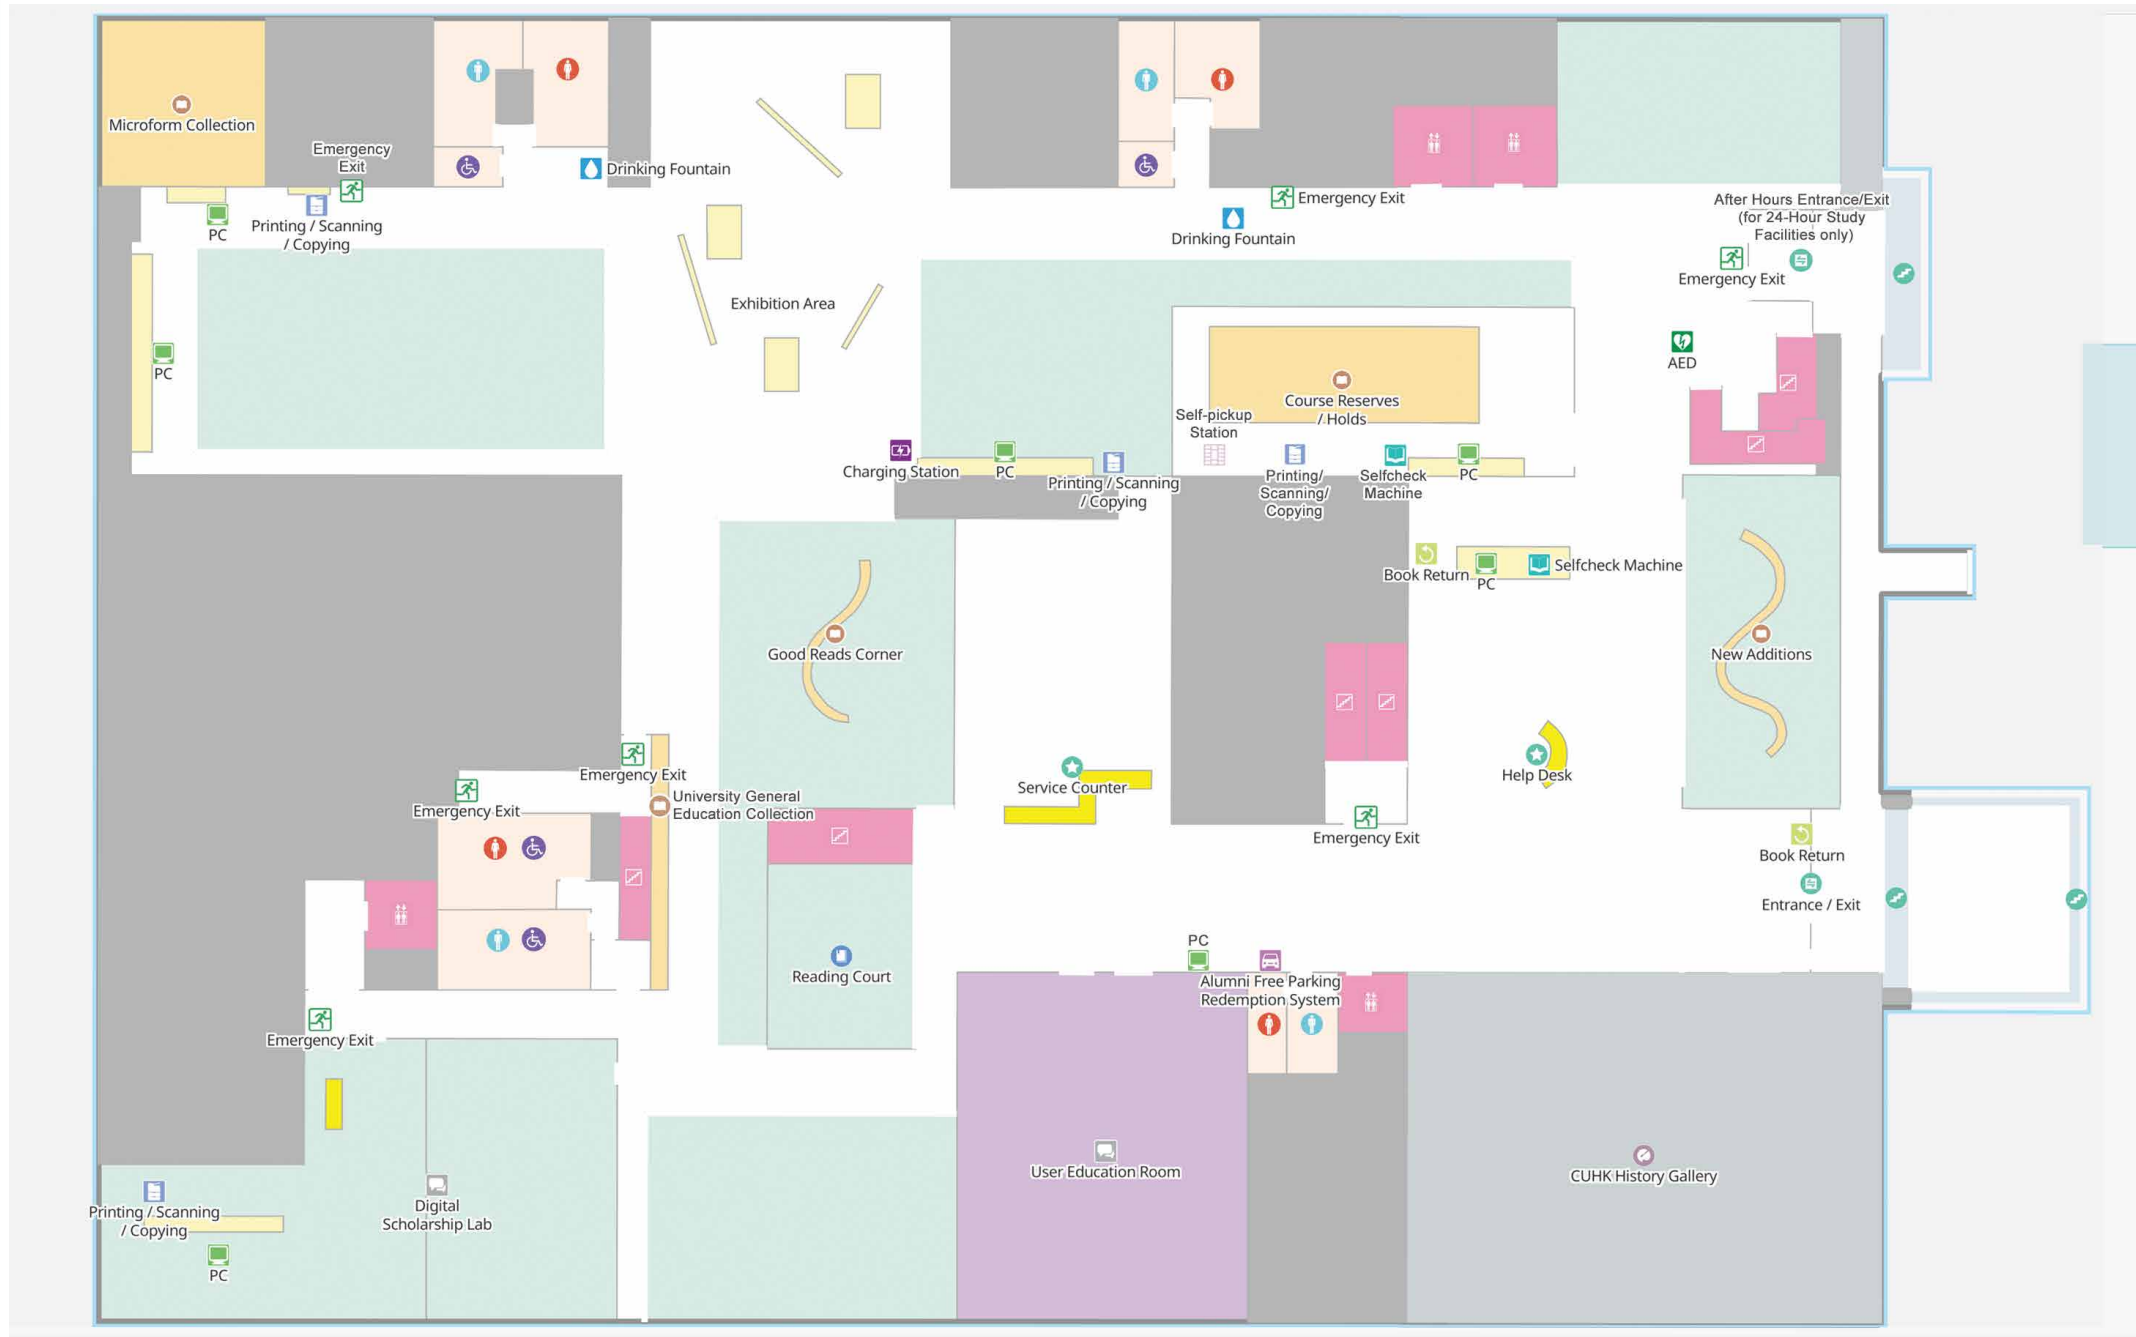 Microform Collection
Emergency
Exit
Drinking Fountain
PC
Printing / Scanning
/ Copying
Emergency Exit
Drinking Fountain
After Hours Entrance/Exit
(for 24-Hour Study
Facilities only)
Emergency Exit
Exhibition Area
PC
AED
Course Reserves
/ Holds
Self-pickup
Station
Charging Station
PC
Printing / Scanning
/ Copying
Printing/
Scanning/
Copying
Selfcheck
Machine
PC
Book Return
PC
Selfcheck Machine
Good Reads Corner
New Additions
Emergency Exit
Emergency Exit
University General
Education Collection
Service Counter
Help Desk
Emergency Exit
Book Return
Entrance / Exit
Reading Court
PC
Alumni Free Parking
Redemption System
Emergency Exit
User Education Room
CUHK History Gallery
Printing / Scanning
/ Copying
Digital
Scholarship Lab
PC